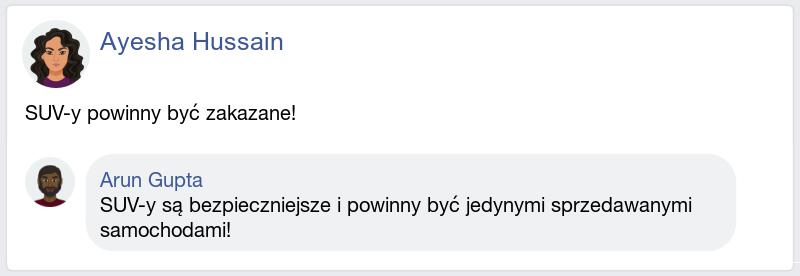 Ayesha Hussain
SUV-y powinny być zakazane!
Arun Gupta
SUV-y są bezpieczniejsze i powinny być jedynymi sprzedawanymi
samochodami!